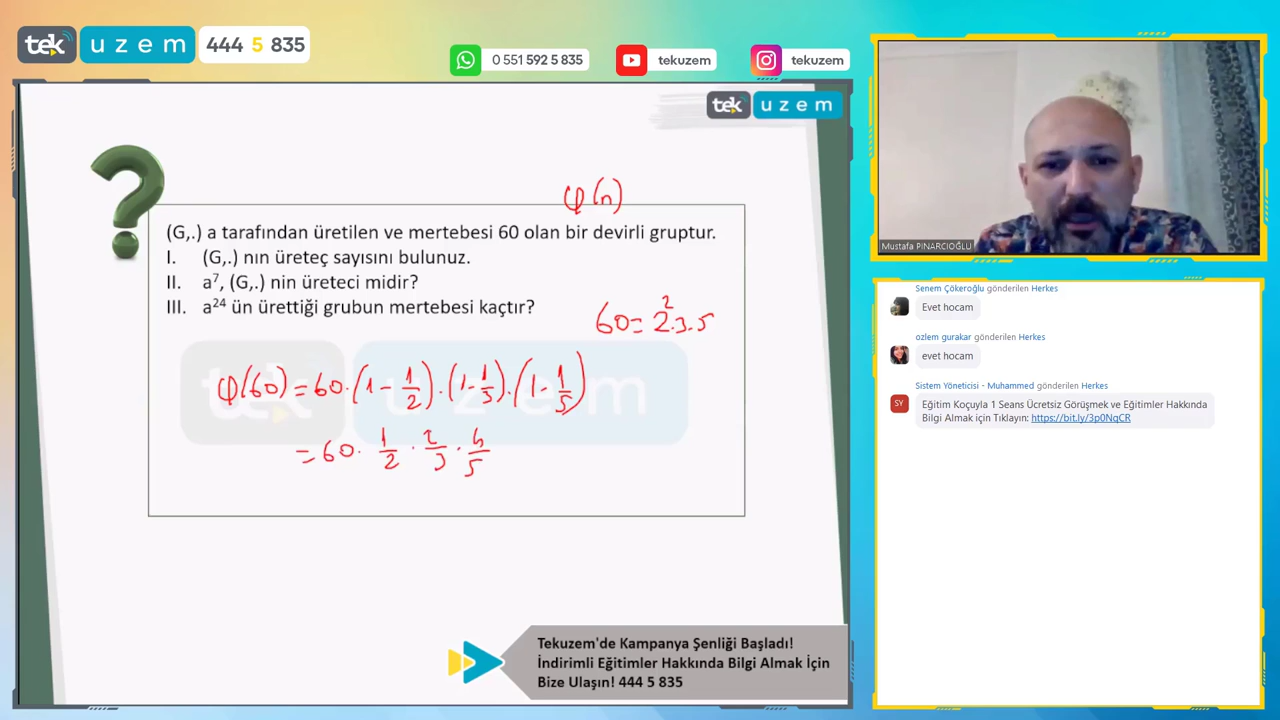 tek uzem 444 5 835
0 551 592 5 835
tekuzem
tekuzem
tek uzem
φ(n)
(G,.) a tarafından üretilen ve mertebesi 60 olan bir devirli gruptur.
I. (G,.) nın üreteç sayısını bulunuz.
II. a⁷, (G,.) nin üreteci midir?
III. a²⁴ ün ürettiği grubun mertebesi kaçtır?
60=2².3.5
φ(60)=60.(1-1/2).(1-1/3).(1-1/5)
=60.1/2.2/3.4/5
tek uzem
Tekuzem'de Kampanya Şenliği Başladı!
İndirimli Eğitimler Hakkında Bilgi Almak İçin
Bize Ulaşın! 444 5 835
Mustafa PINARCIOĞLU
Senem Çökeroğlu gönderilen Herkes
Evet hocam
ozlem gurakar gönderilen Herkes
evet hocam
Sistem Yöneticisi - Muhammed gönderilen Herkes
SY
Eğitim Koçuyla 1 Seans Ücretsiz Görüşmek ve Eğitimler Hakkında
Bilgi Almak için Tıklayın: https://bit.ly/3p0NqCR